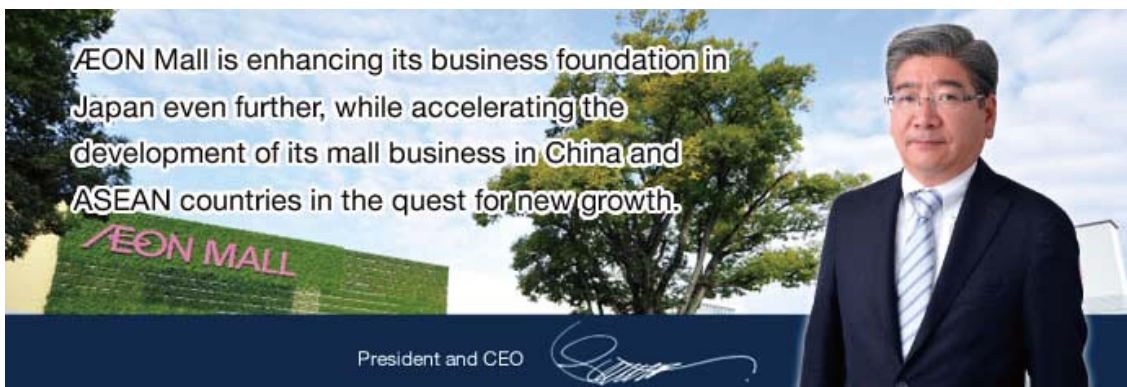 ÆON Mall is enhancing its business foundation in
Japan even further, while accelerating the
development of its mall business in China and
ASEAN countries in the quest for new growth.
ÆON MALL
President and CEO